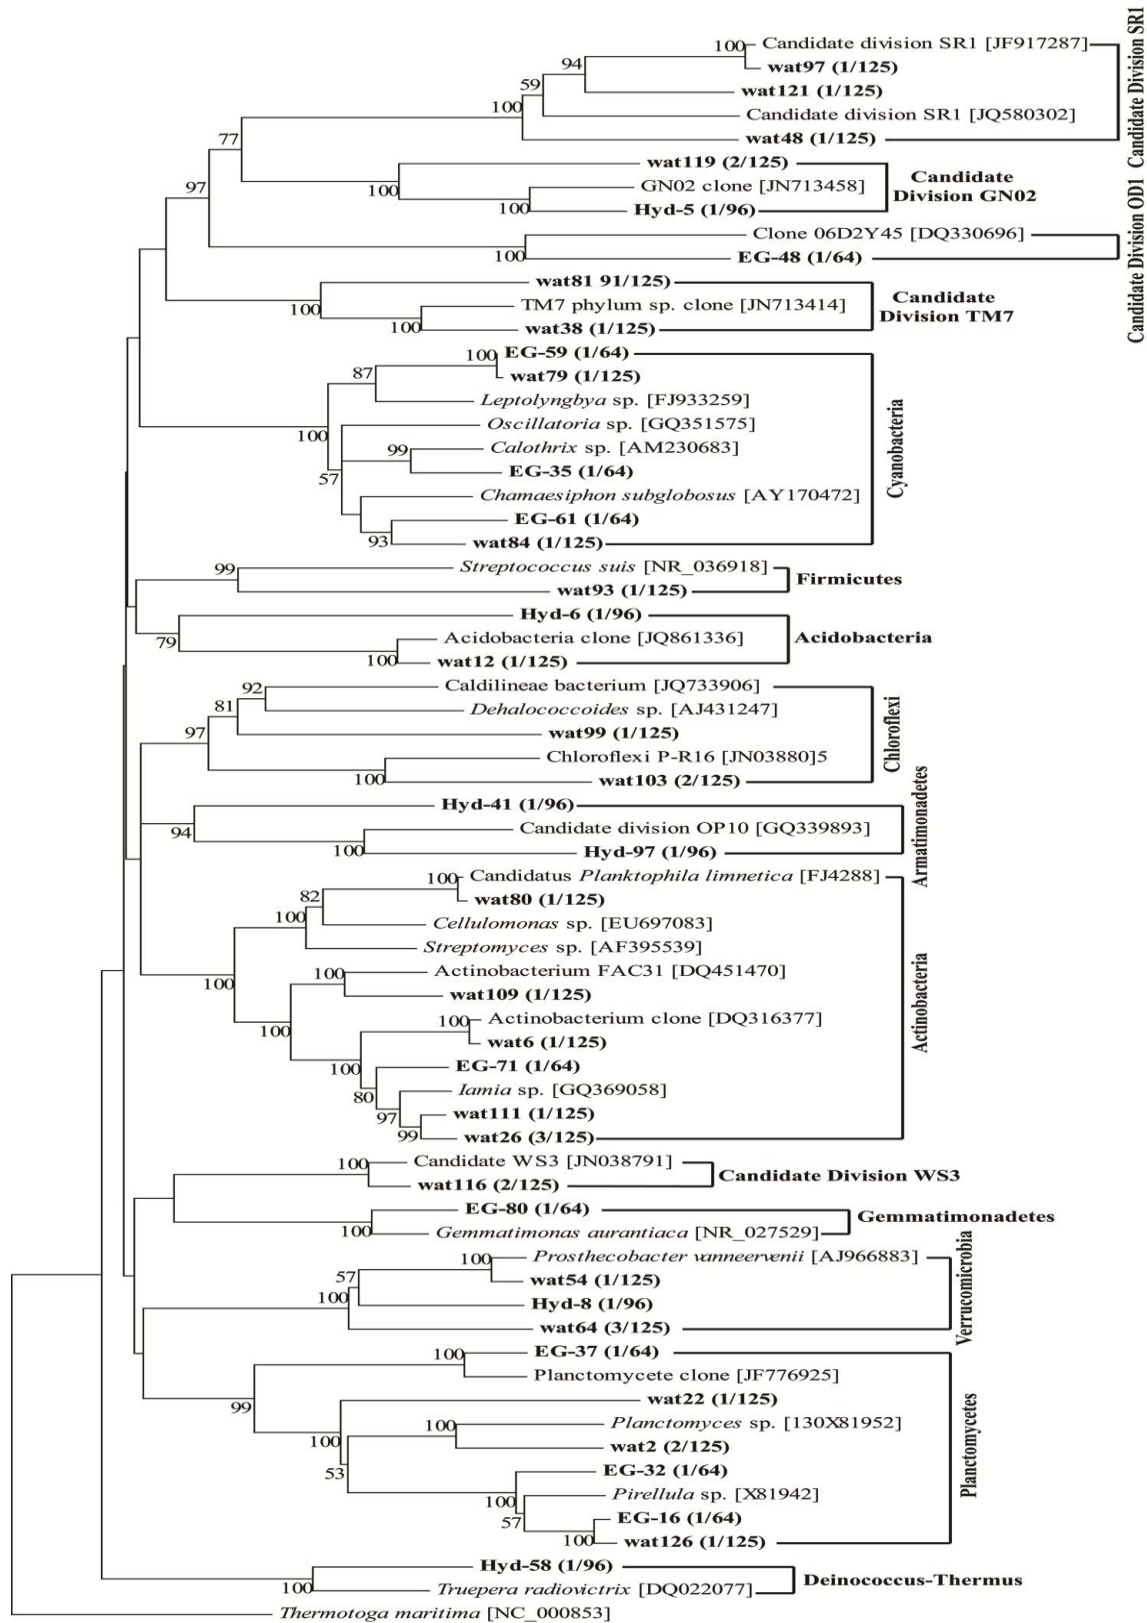 100 Candidate division SR1 [JF917287]
94 wat97 (1/125)
59 wat121 (1/125)
100 Candidate division SR1 [JQ580302]
wat48 (1/125)
Candidate Division SR1
77 wat119 (2/125)
97 100 GN02 clone [JN713458]
100 Hyd-5 (1/96)
Candidate
Division GN02
Clone 06D2Y45 [DQ330696]
100 EG-48 (1/64)
Candidate Division OD1
wat81 91/125)
100 TM7 phylum sp. clone [JN713414]
100 wat38 (1/125)
Candidate
Division TM7
100 EG-59 (1/64)
87 wat79 (1/125)
Leptolyngbya sp. [FJ933259]
100 Oscillatoria sp. [GQ351575]
99 Calothrix sp. [AM230683]
57 EG-35 (1/64)
Chamaesiphon subglobosus [AY170472]
EG-61 (1/64)
93 wat84 (1/125)
Cyanobacteria
99 Streptococcus suis [NR_036918]
wat93 (1/125)
Firmicutes
Hyd-6 (1/96)
79 Acidobacteria clone [JQ861336]
100 wat12 (1/125)
Acidobacteria
92 Caldilineae bacterium [JQ733906]
81 Dehalococcoides sp. [AJ431247]
97 wat99 (1/125)
Chloroflexi P-R16 [JN03880]5
100 wat103 (2/125)
Chloroflexi
Hyd-41 (1/96)
94 Candidate division OP10 [GQ339893]
100 Hyd-97 (1/96)
Armatimonadetes
100 Candidatus Planktophila limnetica [FJ4288]
82 wat80 (1/125)
100 Cellulomonas sp. [EU697083]
Streptomyces sp. [AF395539]
100 100 Actinobacterium FAC31 [DQ451470]
wat109 (1/125)
100 100 Actinobacterium clone [DQ316377]
wat6 (1/125)
100 EG-71 (1/64)
80 Iamia sp. [GQ369058]
97 wat111 (1/125)
99 wat26 (3/125)
Actinobacteria
100 Candidate WS3 [JN038791]
wat116 (2/125)
Candidate Division WS3
EG-80 (1/64)
100 Gemmatimonas aurantiaca [NR_027529]
Gemmatimonadetes
100 Prosthecobacter vanneervenii [AJ966883]
57 wat54 (1/125)
100 Hyd-8 (1/96)
wat64 (3/125)
Verrucomicrobia
100 EG-37 (1/64)
Planctomycete clone [JF776925]
99 wat22 (1/125)
100 100 Planctomyces sp. [130X81952]
wat2 (2/125)
53 EG-32 (1/64)
100 Pirellula sp. [X81942]
57 EG-16 (1/64)
100 wat126 (1/125)
Planctomycetes
Hyd-58 (1/96)
100 Truepera radiovictrix [DQ022077]
Deinococcus-Thermus
Thermotoga maritima [NC_000853]